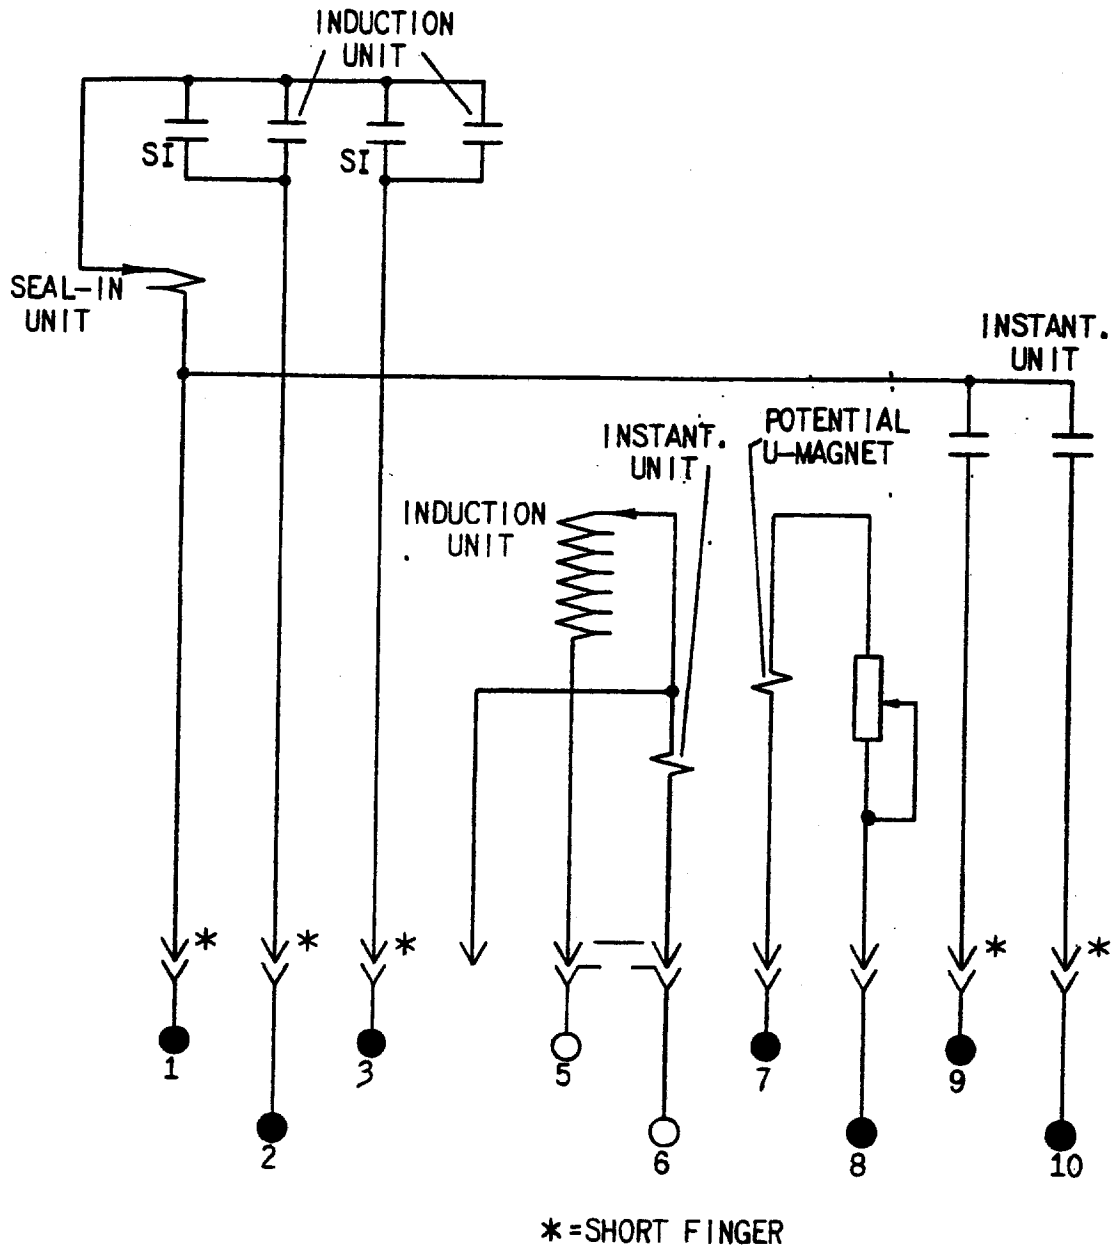 INDUCTION
UNIT
SI
SI
SEAL-IN
UNIT
INSTANT.
UNIT
POTENTIAL
U-MAGNET
INSTANT.
UNIT
INDUCTION
UNIT
*
*
*
*
*
1
3
5
7
9
2
6
8
10
*=SHORT FINGER